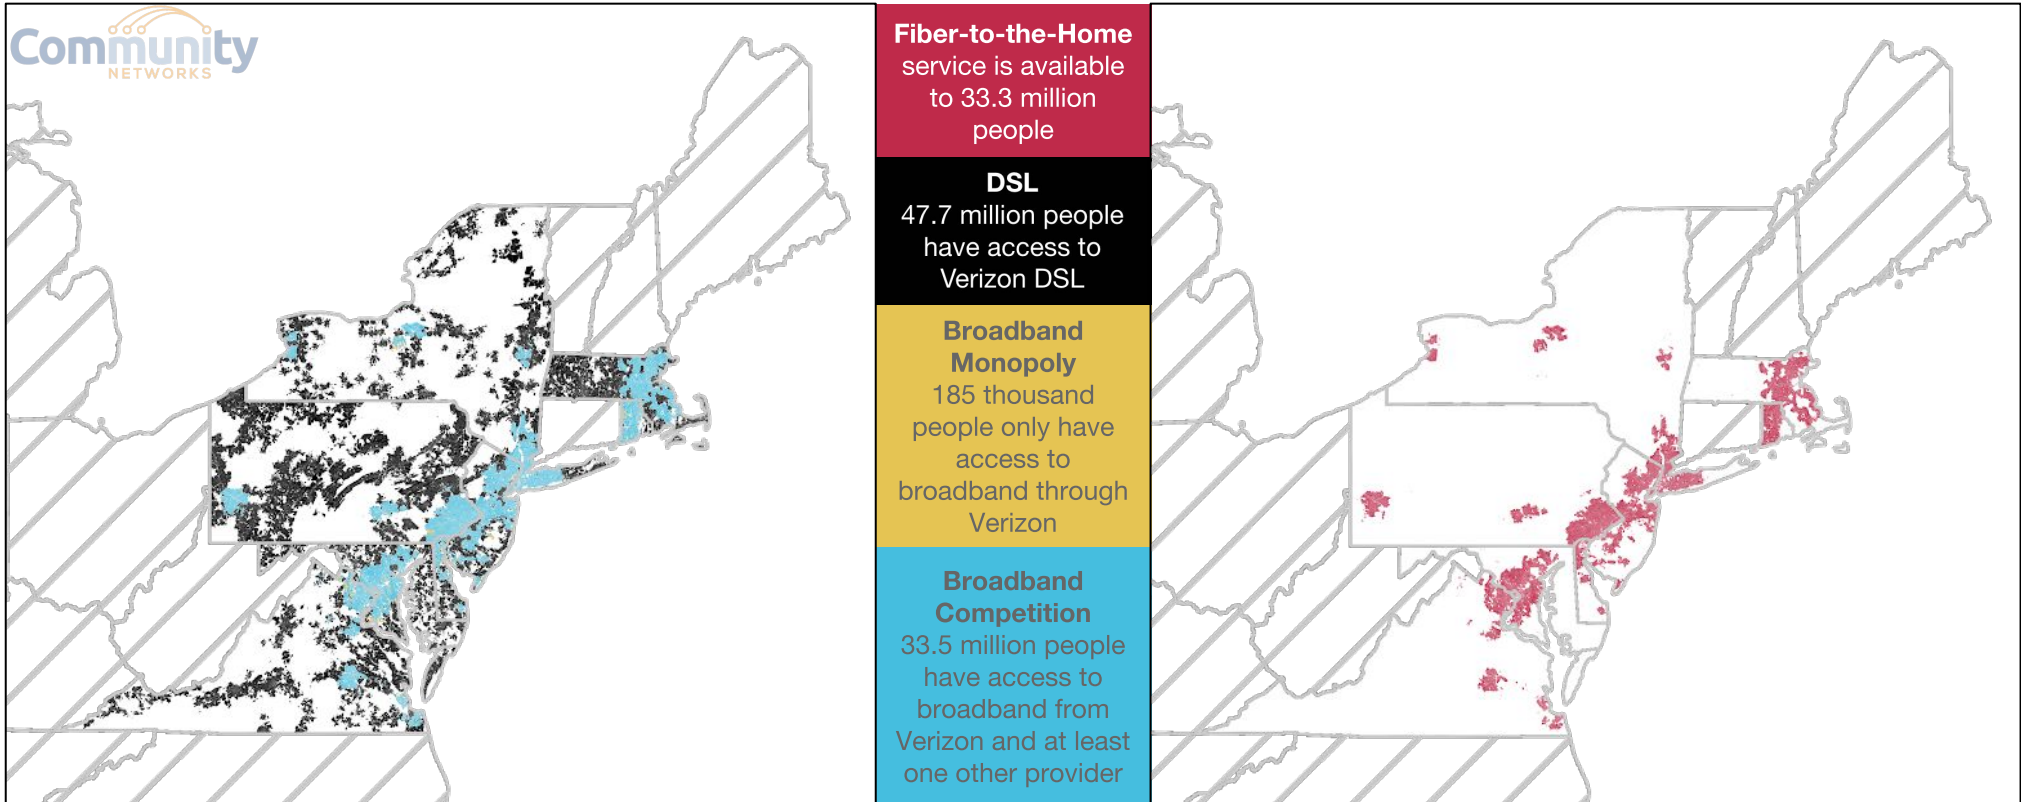 Community
NETWORKS
Fiber-to-the-Home
service is available
to 33.3 million
people
DSL
47.7 million people
have access to
Verizon DSL
Broadband
Monopoly
185 thousand
people only have
access to
broadband through
Verizon
Broadband
Competition
33.5 million people
have access to
broadband from
Verizon and at least
one other provider